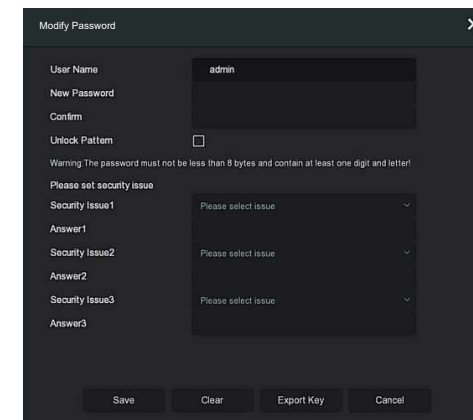 Modify Password
User Name admin
New Password
Confirm
Unlock Pattern
Warning:The password must not be less than 8 bytes and contain at least one digit and letter!
Please set security issue
Security Issue1 Please select issue
Answer1
Security Issue2 Please select issue
Answer2
Security Issue3 Please select issue
Answer3
Save Clear Export Key Cancel